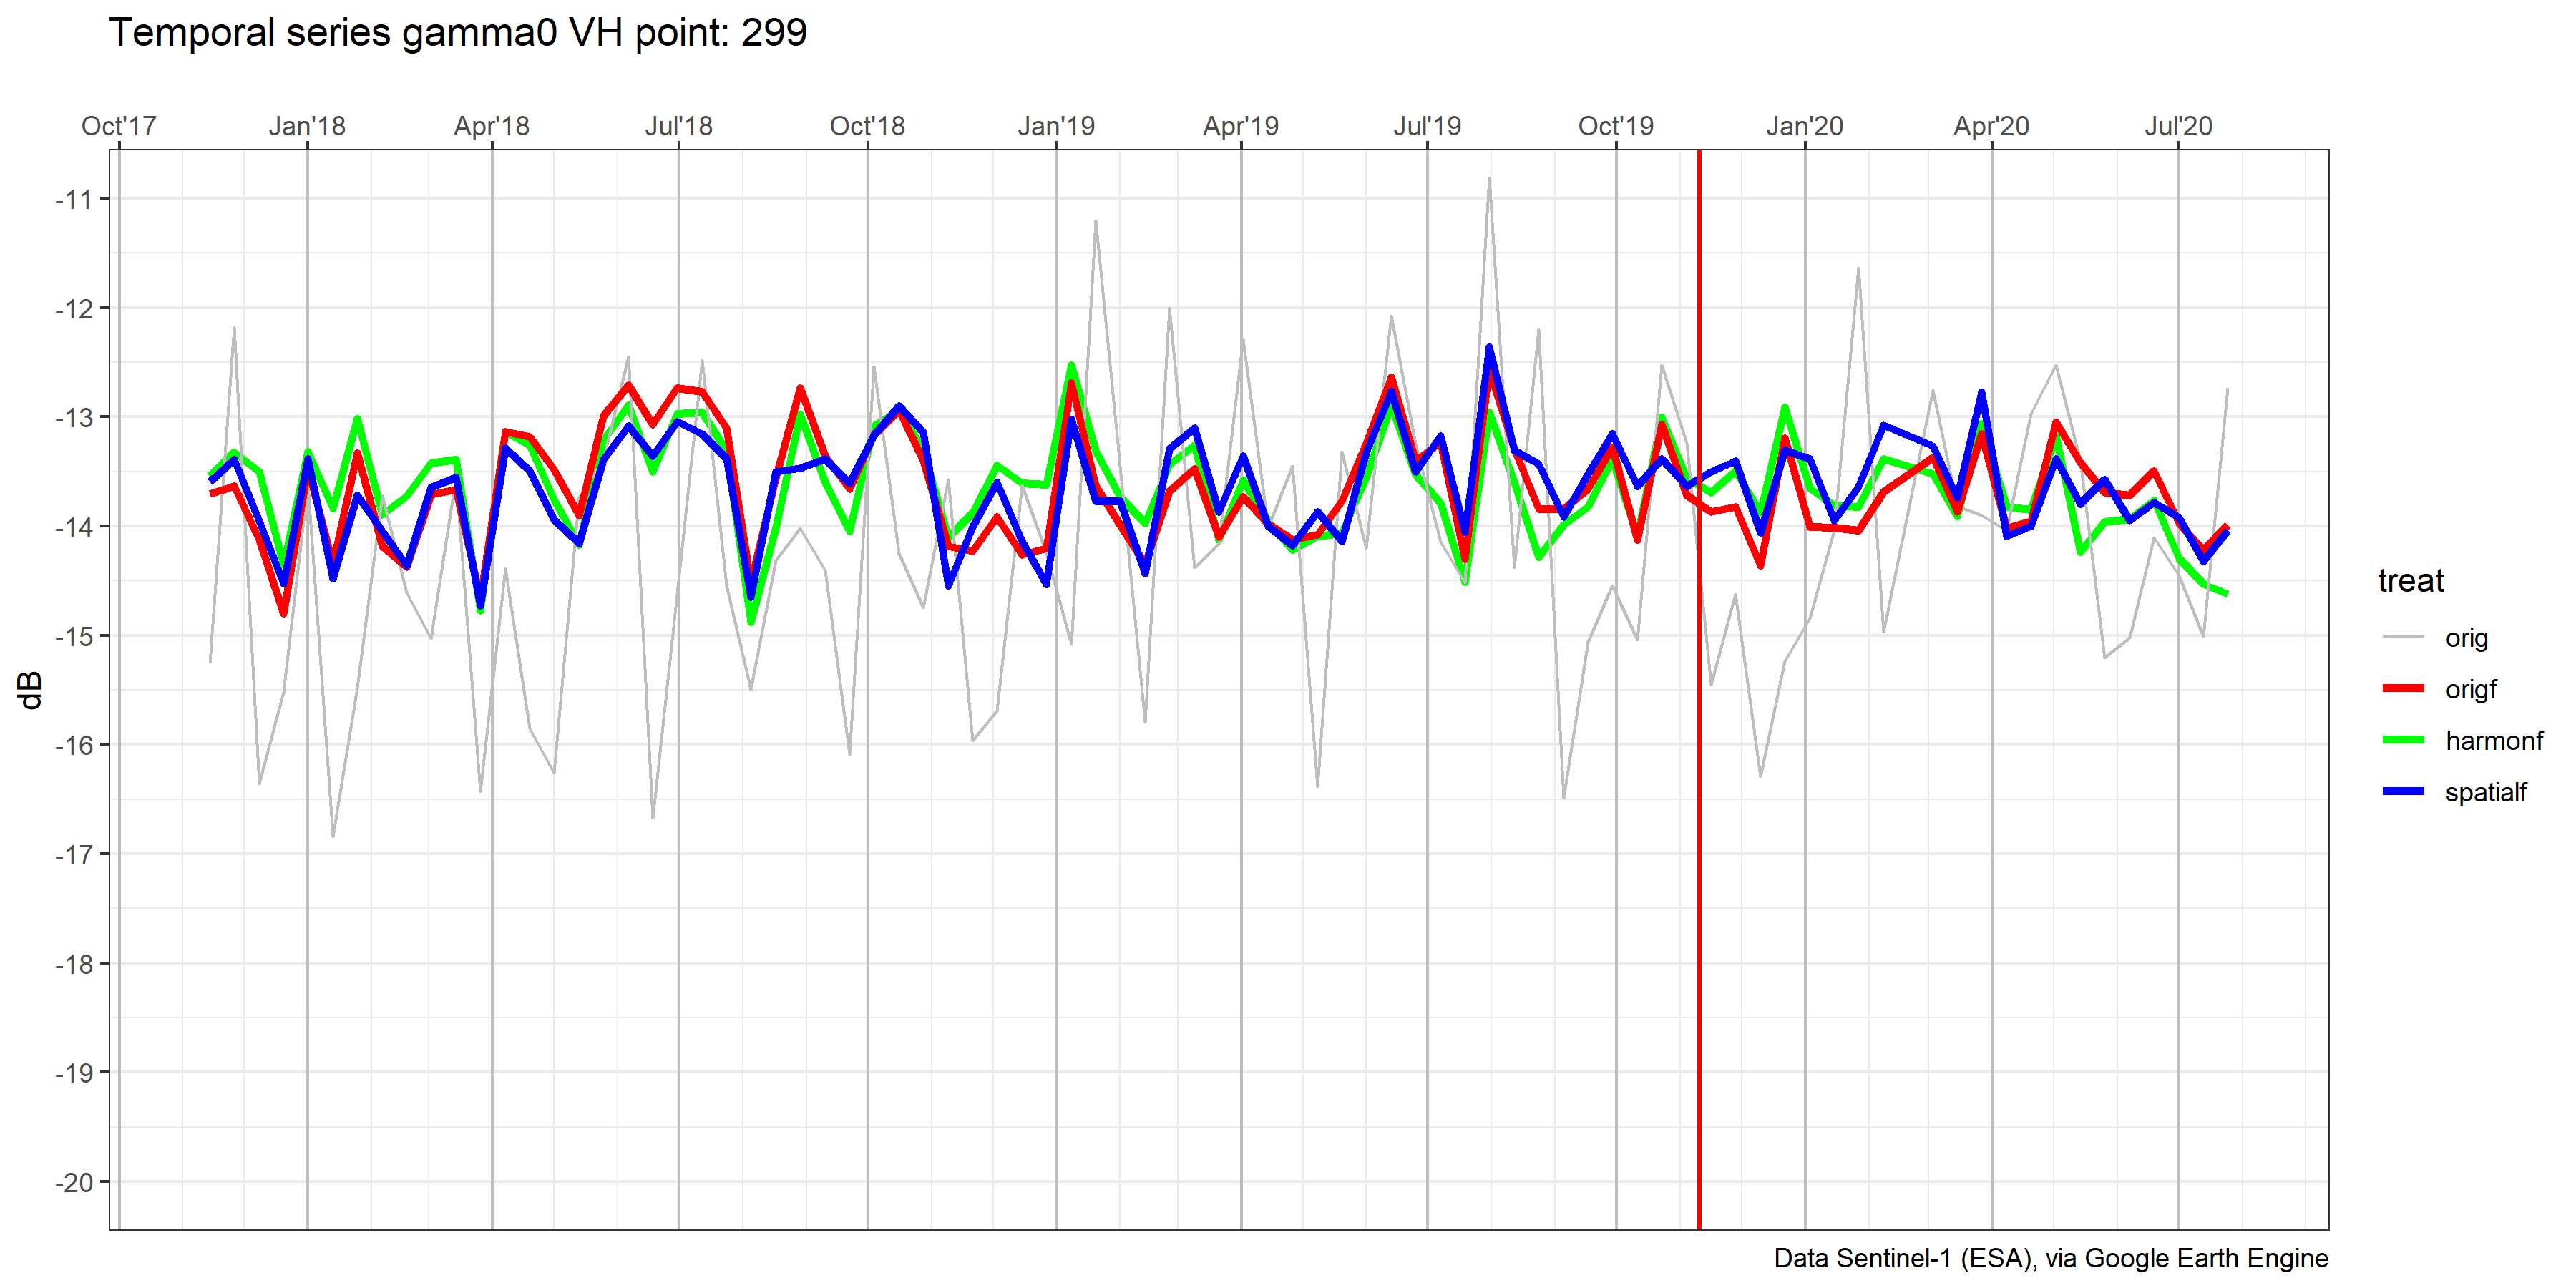 Temporal series gamma0 VH point: 299
Oct'17 Jan'18 Apr'18 Jul'18 Oct'18 Jan'19 Apr'19 Jul'19 Oct'19 Jan'20 Apr'20 Jul'20
-11
-12
-13
-14
-15
-16
-17
-18
-19
-20
dB
treat
orig
origf
harmonf
spatialf
Data Sentinel-1 (ESA), via Google Earth Engine